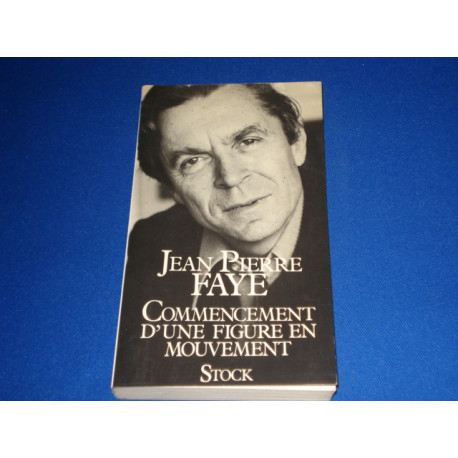 JEAN PIERRE
FAYE
COMMENCEMENT
D'UNE FIGURE EN
MOUVEMENT
STOCK